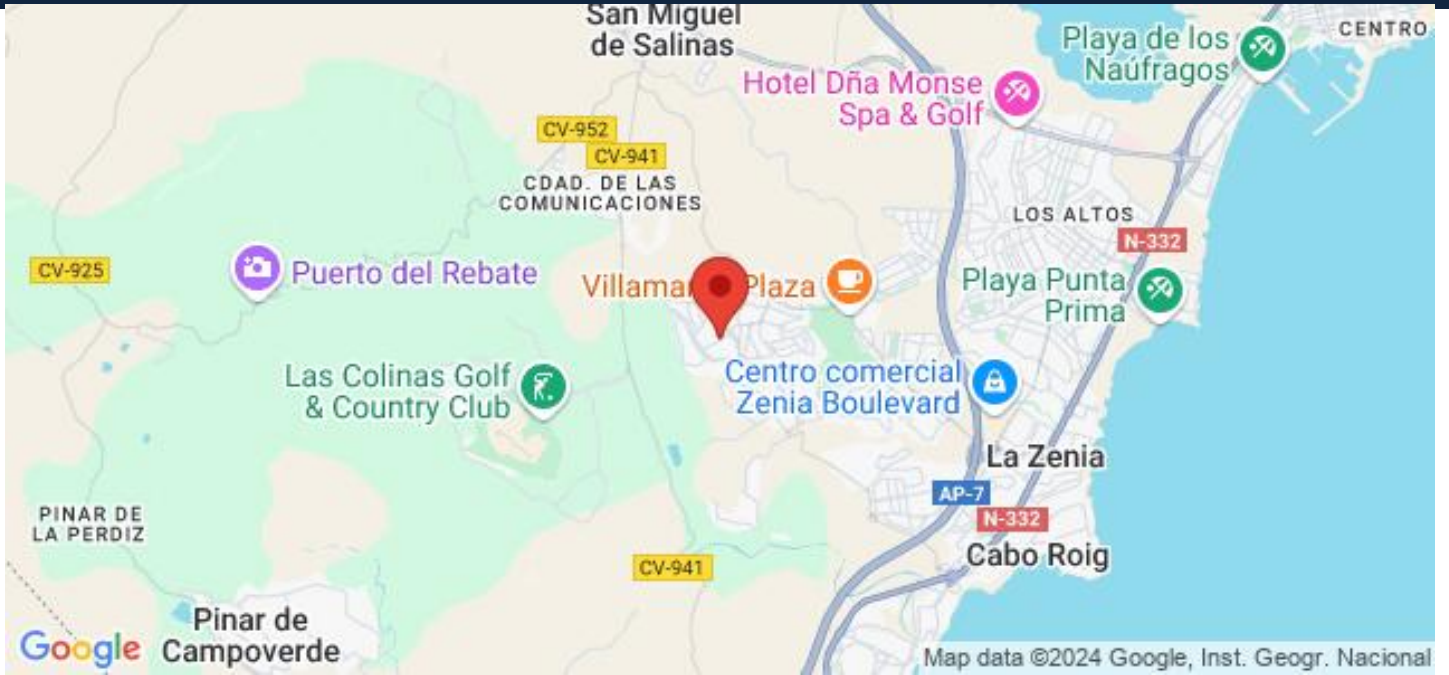 San Miguel
de Salinas
CENTRO
Playa de los
Naúfragos
Hotel Dña Monse
Spa & Golf
CV-952
CV-941
CDAD. DE LAS
COMUNICACIONES
LOS ALTOS
N-332
CV-925
Puerto del Rebate
Plaza
Playa Punta
Prima
Las Colinas Golf
& Country Club
Centro comercial
Zenia Boulevard
La Zenia
AP-7
N-332
PINAR DE
LA PERDIZ
Cabo Roig
CV-941
Pinar de
Campoverde
Google
Map data ©2024 Google, Inst. Geogr. Nacional